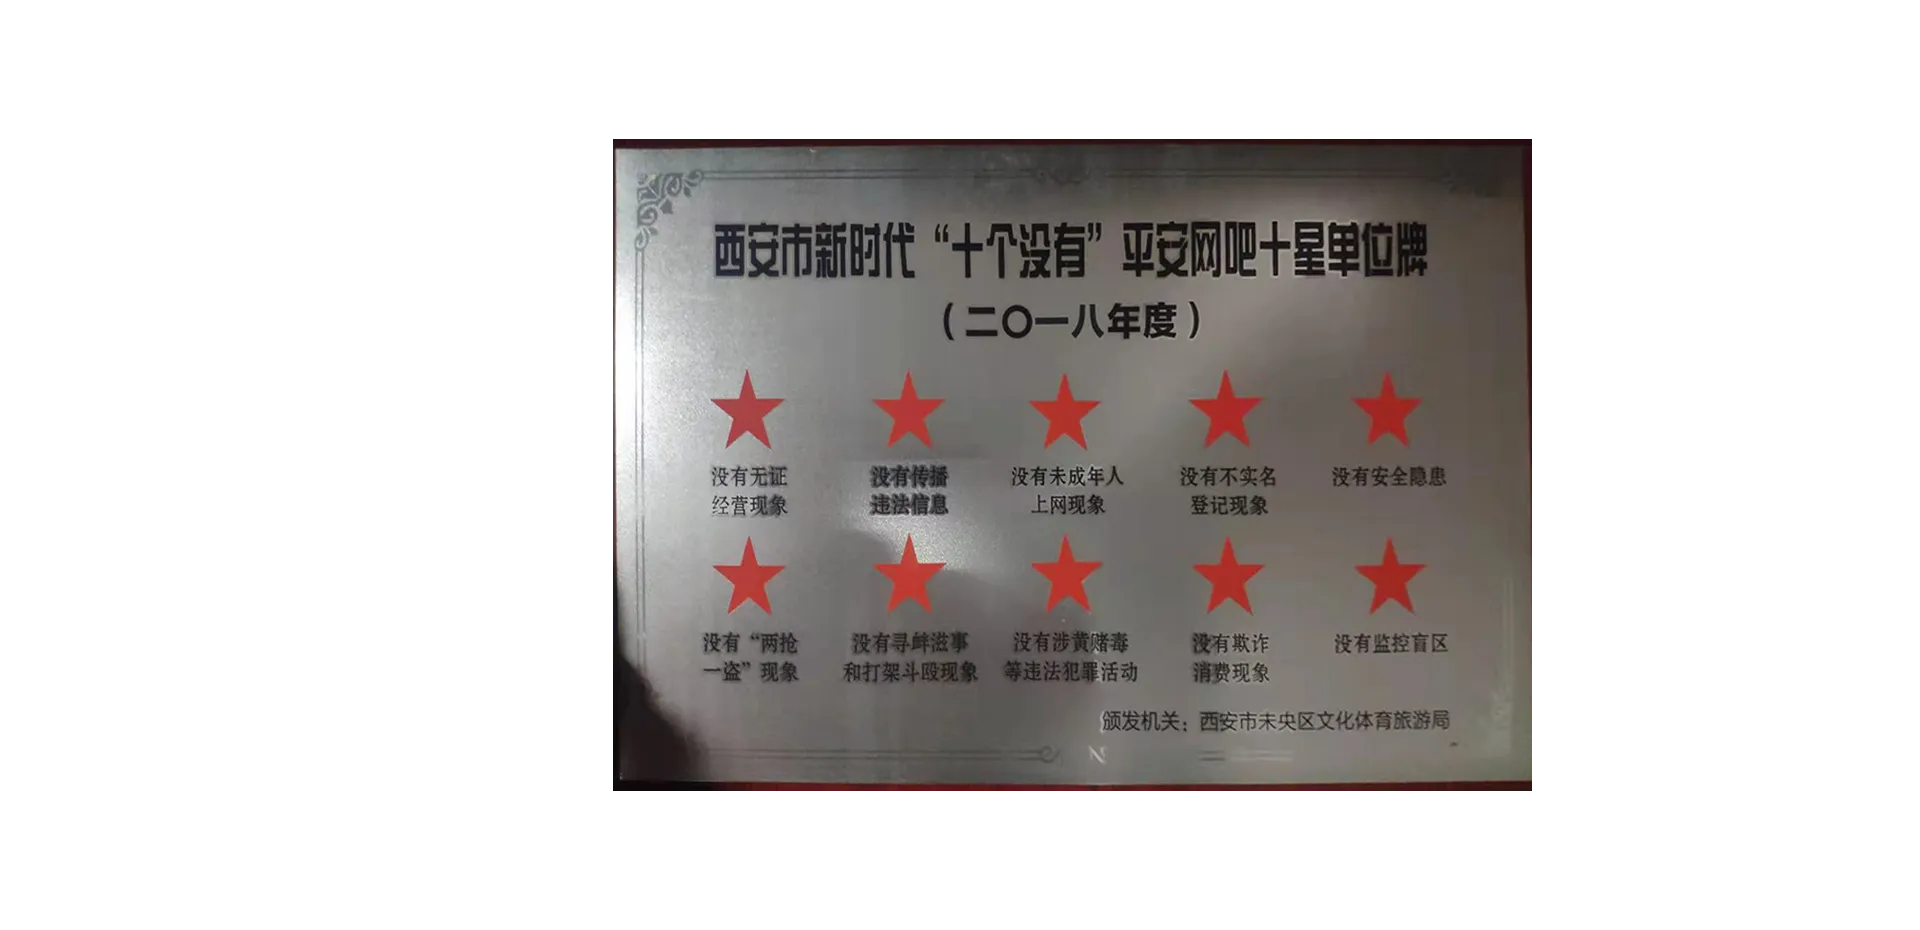 西安市新时代“十个没有”平安网吧十星单位牌
（二〇一八年度）
没有无证
经营现象
没有传播
违法信息
没有未成年人
上网现象
没有不实名
登记现象
没有安全隐患
没有“两抢
一盗”现象
没有寻衅滋事
和打架斗殴现象
没有涉黄赌毒
等违法犯罪活动
没有欺诈
消费现象
没有监控盲区
颁发机关：西安市未央区文化体育旅游局